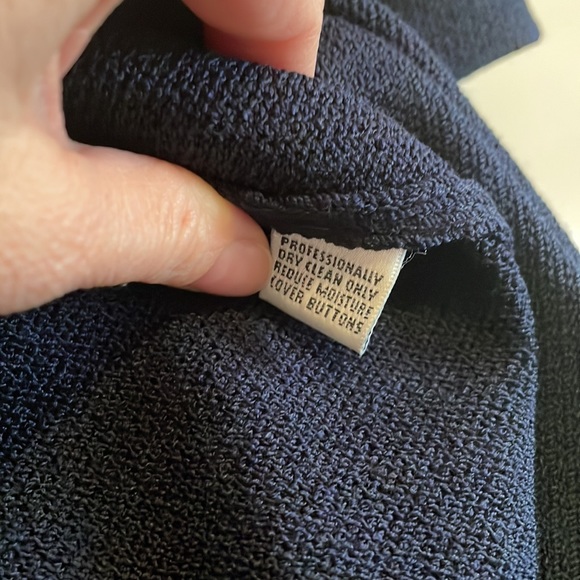 PROFESSIONALLY
DRY CLEAN ONLY
REDUCE MOISTURE
COVER BUTTONS